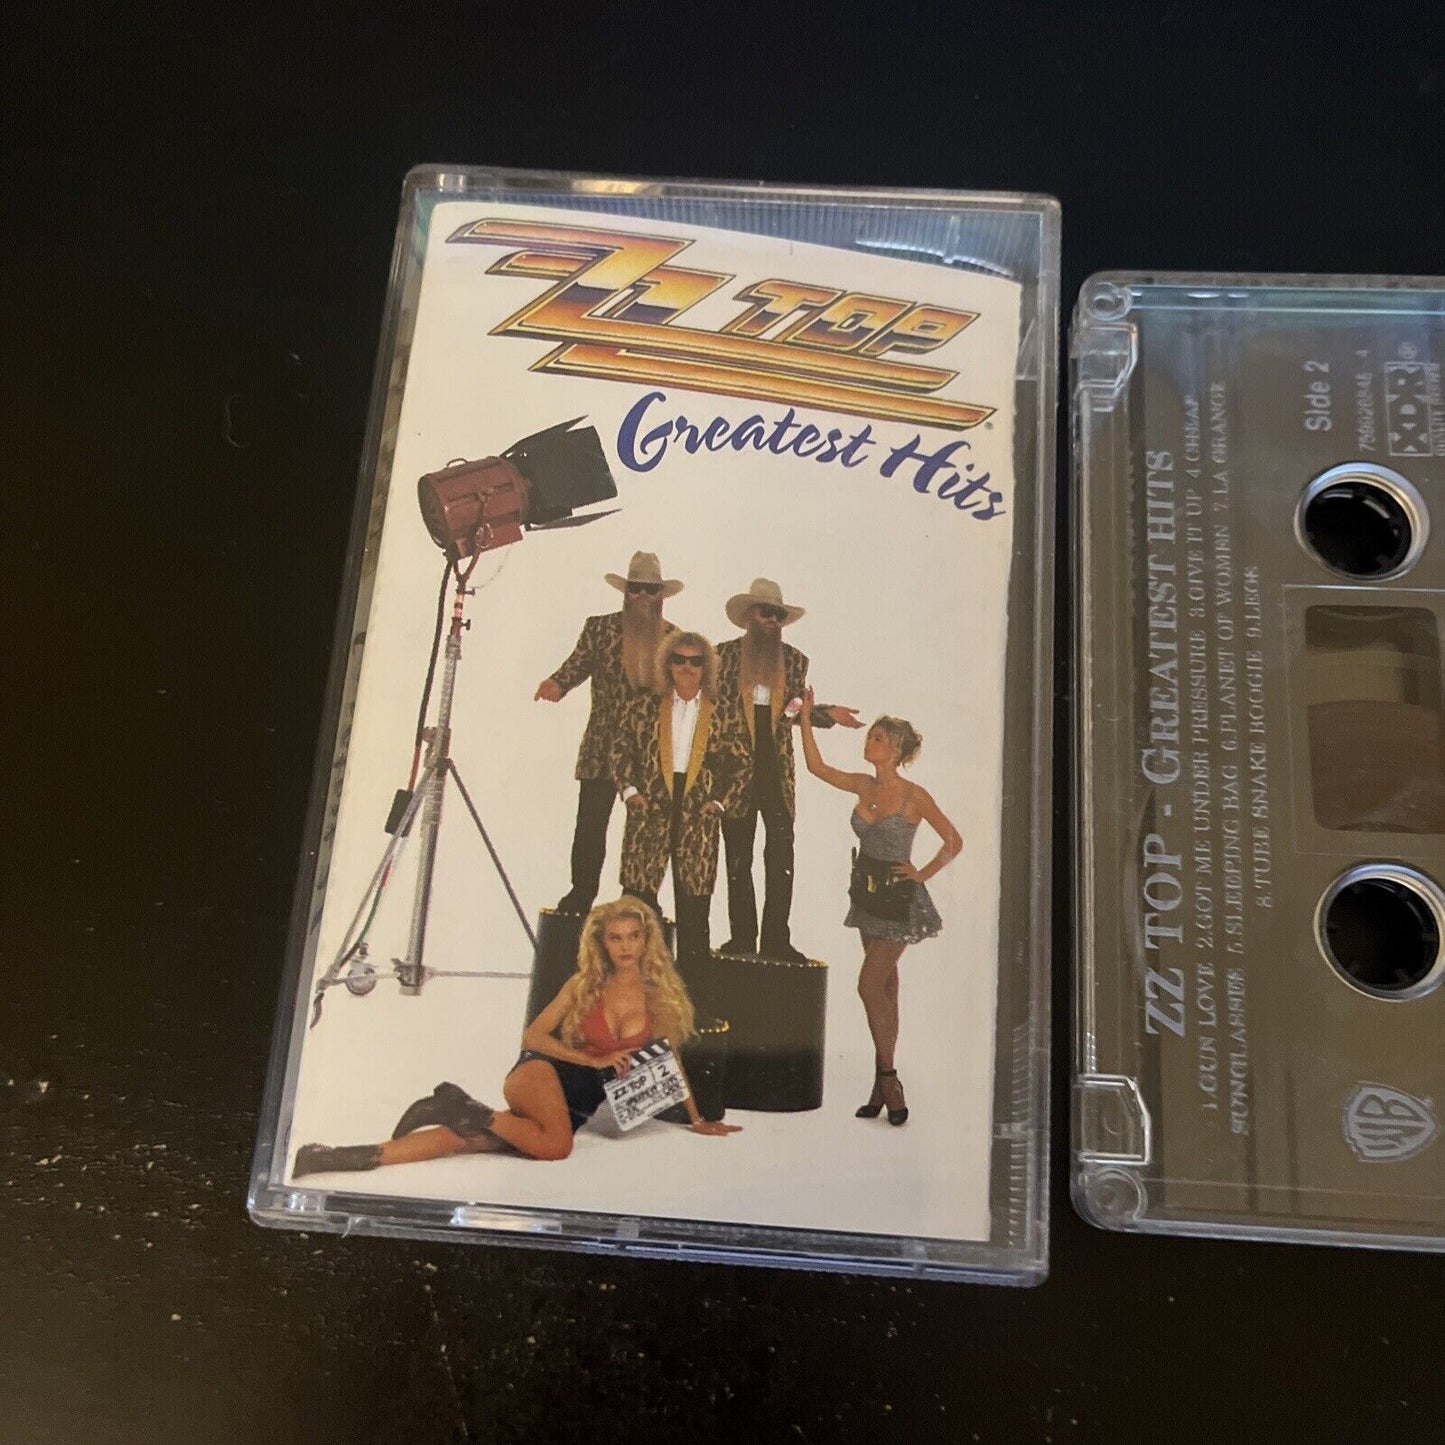 ZZ TOP
®
Greatest Hits
ZZ TOP 2
ZZ TOP - GREATEST HITS
1.GUN LOVE 2.GOT ME UNDER PRESSURE 3.GIVE IT UP 4.CHEAP
SUNGLASSES 5.SLEEPING BAG 6.PLANET OF WOMEN 7.LA GRANGE
8.TUBE SNAKE BOOGIE 9.LEGS
Side 2
XDR
WB